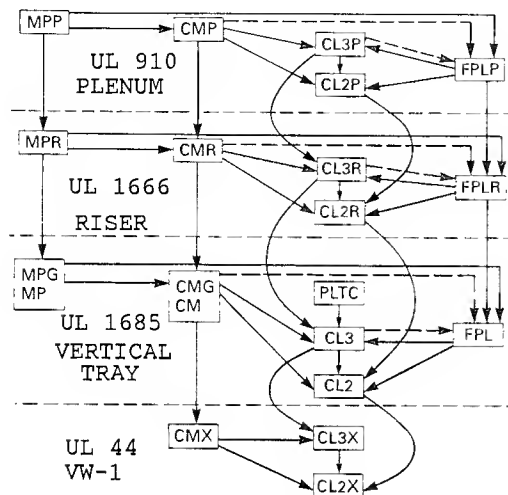 MPP
CMP
CL3P
FPLP
UL 910
PLENUM
CL2P
MPR
CMR
CL3R
FPLR
UL 1666
RISER
CL2R
MPG
MP
CMG
CM
PLTC
UL 1685
VERTICAL
TRAY
CL3
FPL
CL2
CMX
CL3X
UL 44
VW-1
CL2X